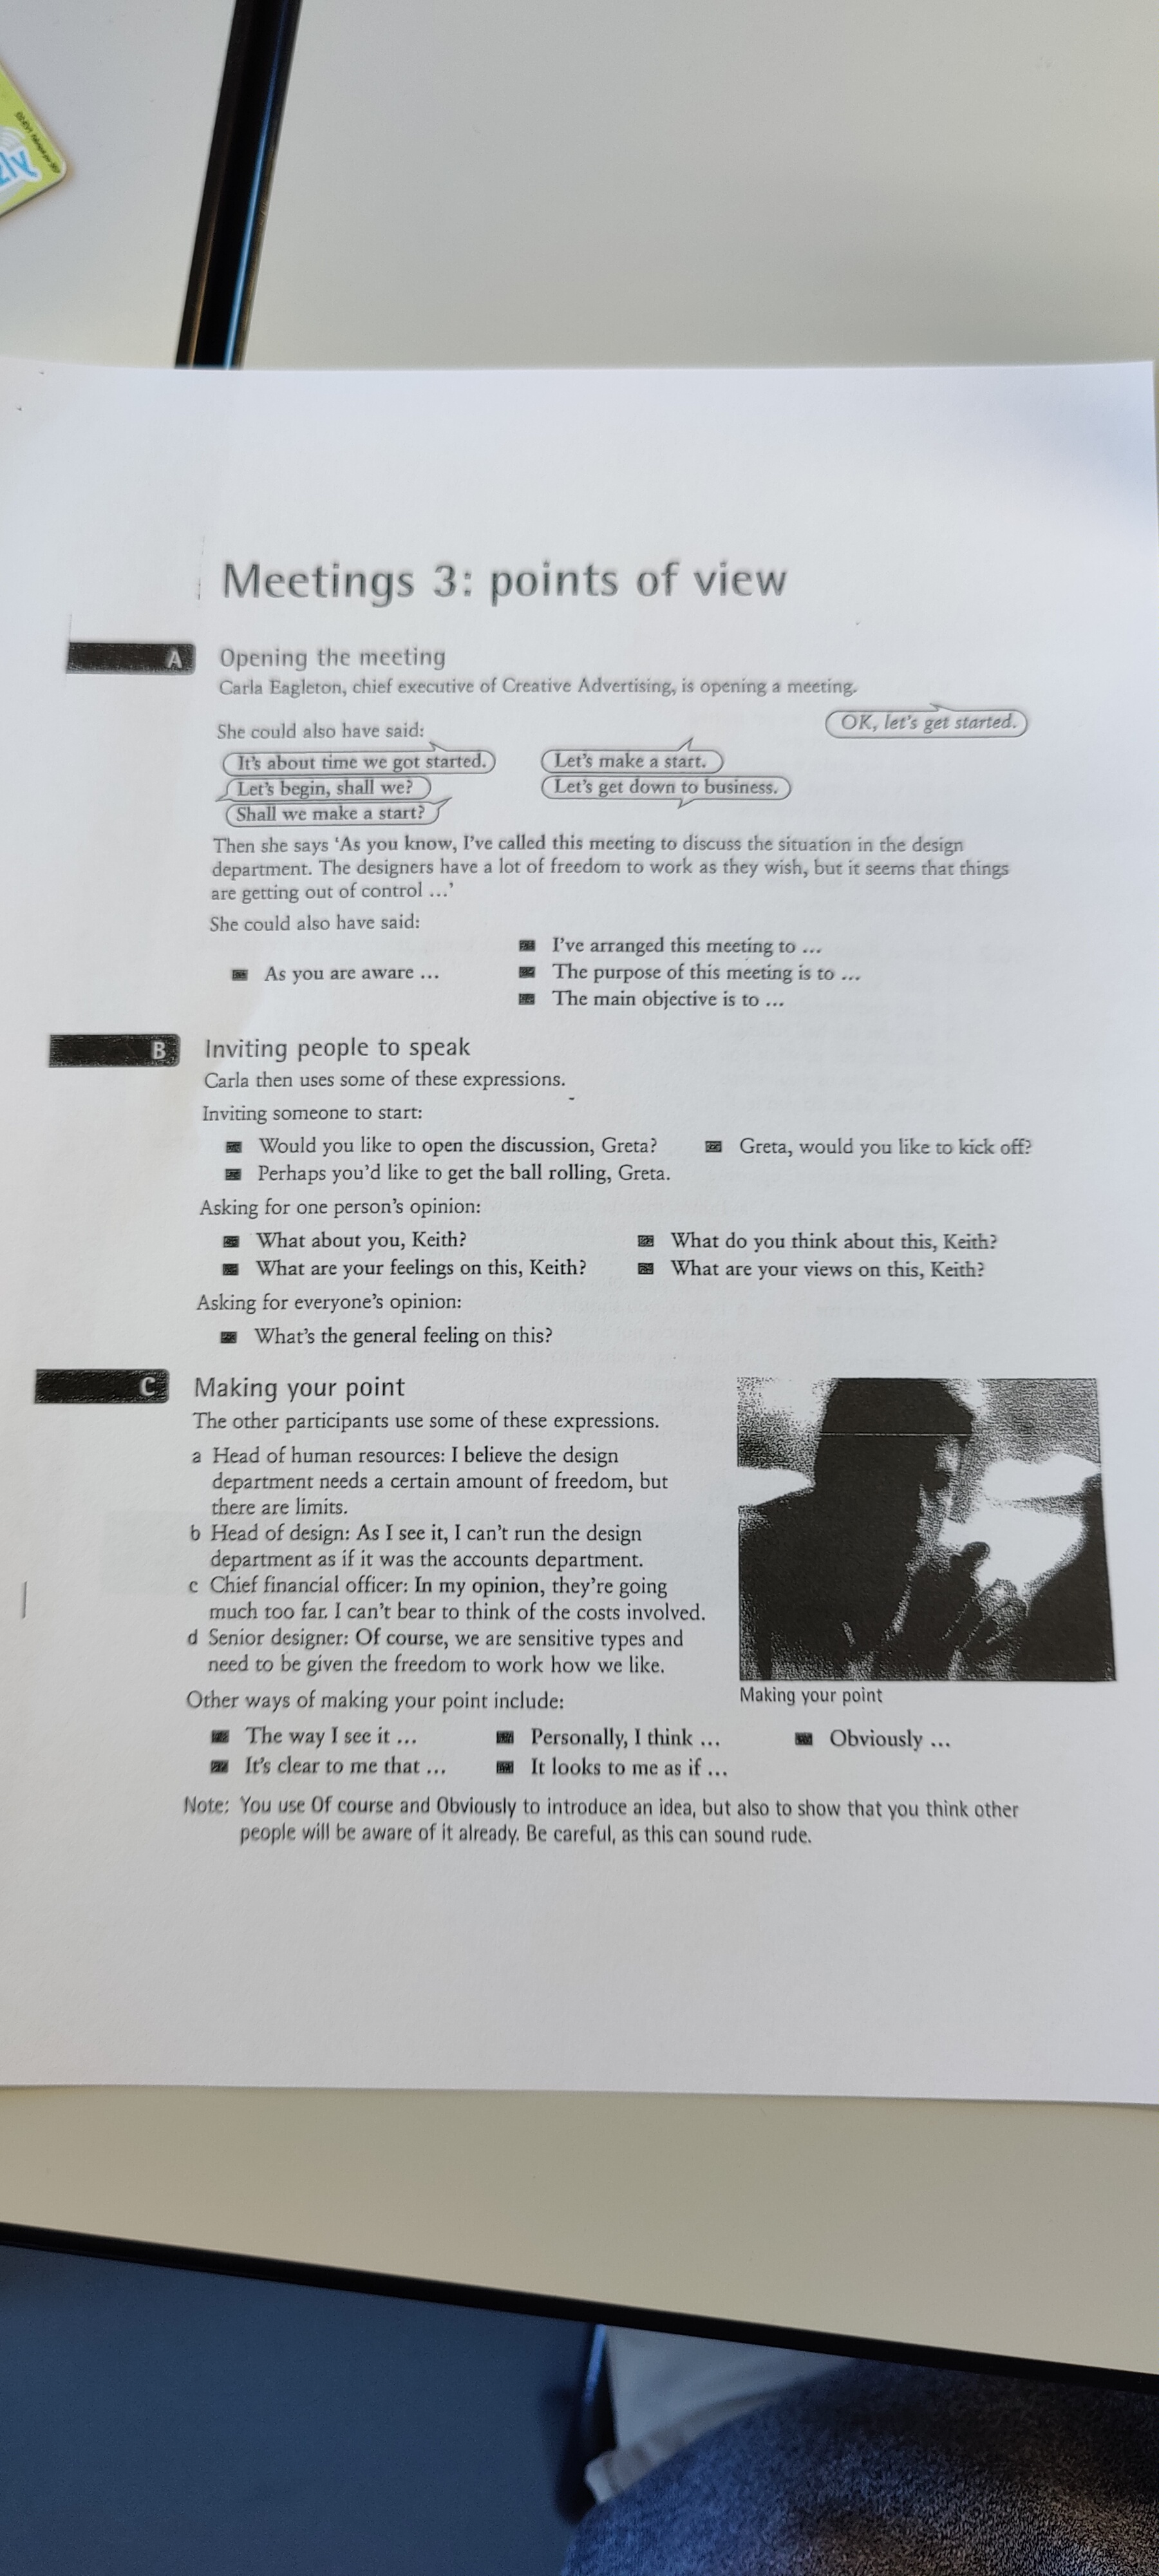 Meetings 3: points of view
A
Opening the meeting
Carla Eagleton, chief executive of Creative Advertising, is opening a meeting.
OK, let's get started.
She could also have said:
It's about time we got started.
Let's make a start.
Let's begin, shall we?
Let's get down to business.
Shall we make a start?
Then she says 'As you know, I've called this meeting to discuss the situation in the design
department. The designers have a lot of freedom to work as they wish, but it seems that things
are getting out of control ...'
She could also have said:
I've arranged this meeting to ...
As you are aware ...
The purpose of this meeting is to ...
The main objective is to ...
B
Inviting people to speak
Carla then uses some of these expressions.
Inviting someone to start:
Would you like to open the discussion, Greta?
Greta, would you like to kick off?
Perhaps you'd like to get the ball rolling, Greta.
Asking for one person's opinion:
What about you, Keith?
What do you think about this, Keith?
What are your feelings on this, Keith?
What are your views on this, Keith?
Asking for everyone's opinion:
What's the general feeling on this?
C
Making your point
The other participants use some of these expressions.
a Head of human resources: I believe the design
department needs a certain amount of freedom, but
there are limits.
b Head of design: As I see it, I can't run the design
department as if it was the accounts department.
c Chief financial officer: In my opinion, they're going
much too far. I can't bear to think of the costs involved.
d Senior designer: Of course, we are sensitive types and
need to be given the freedom to work how we like.
Making your point
Other ways of making your point include:
The way I see it ...
Personally, I think ...
Obviously ...
It's clear to me that ...
It looks to me as if ...
Note: You use Of course and Obviously to introduce an idea, but also to show that you think other
people will be aware of it already. Be careful, as this can sound rude.